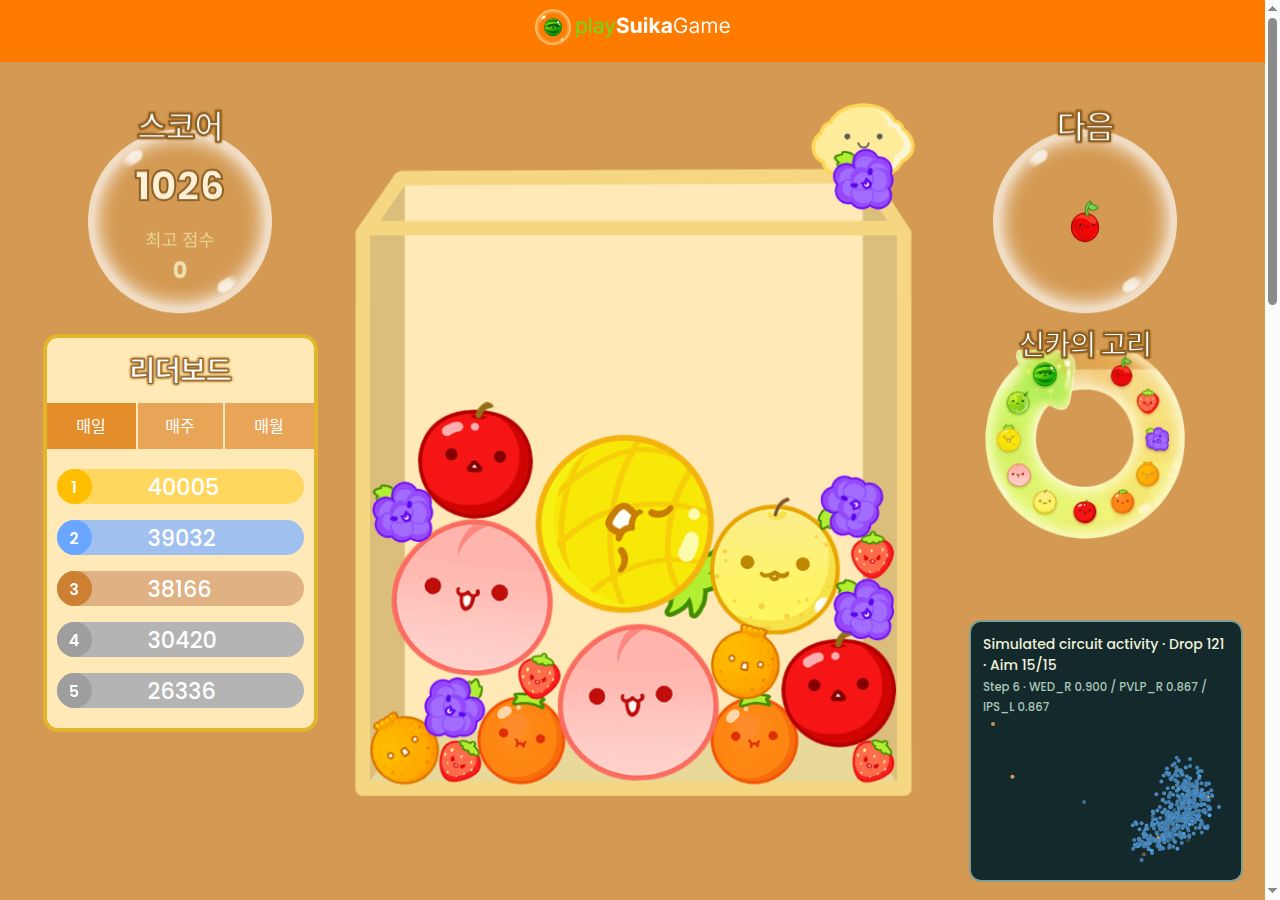 playSuikaGame
스코어
1026
최고 점수
0
리더보드
매일 매주 매월
1 40005
2 39032
3 38166
4 30420
5 26336
다음
신카의 고리
Simulated circuit activity · Drop 121
· Aim 15/15
Step 6 · WED_R 0.900 / PVLP_R 0.867 /
IPS_L 0.867